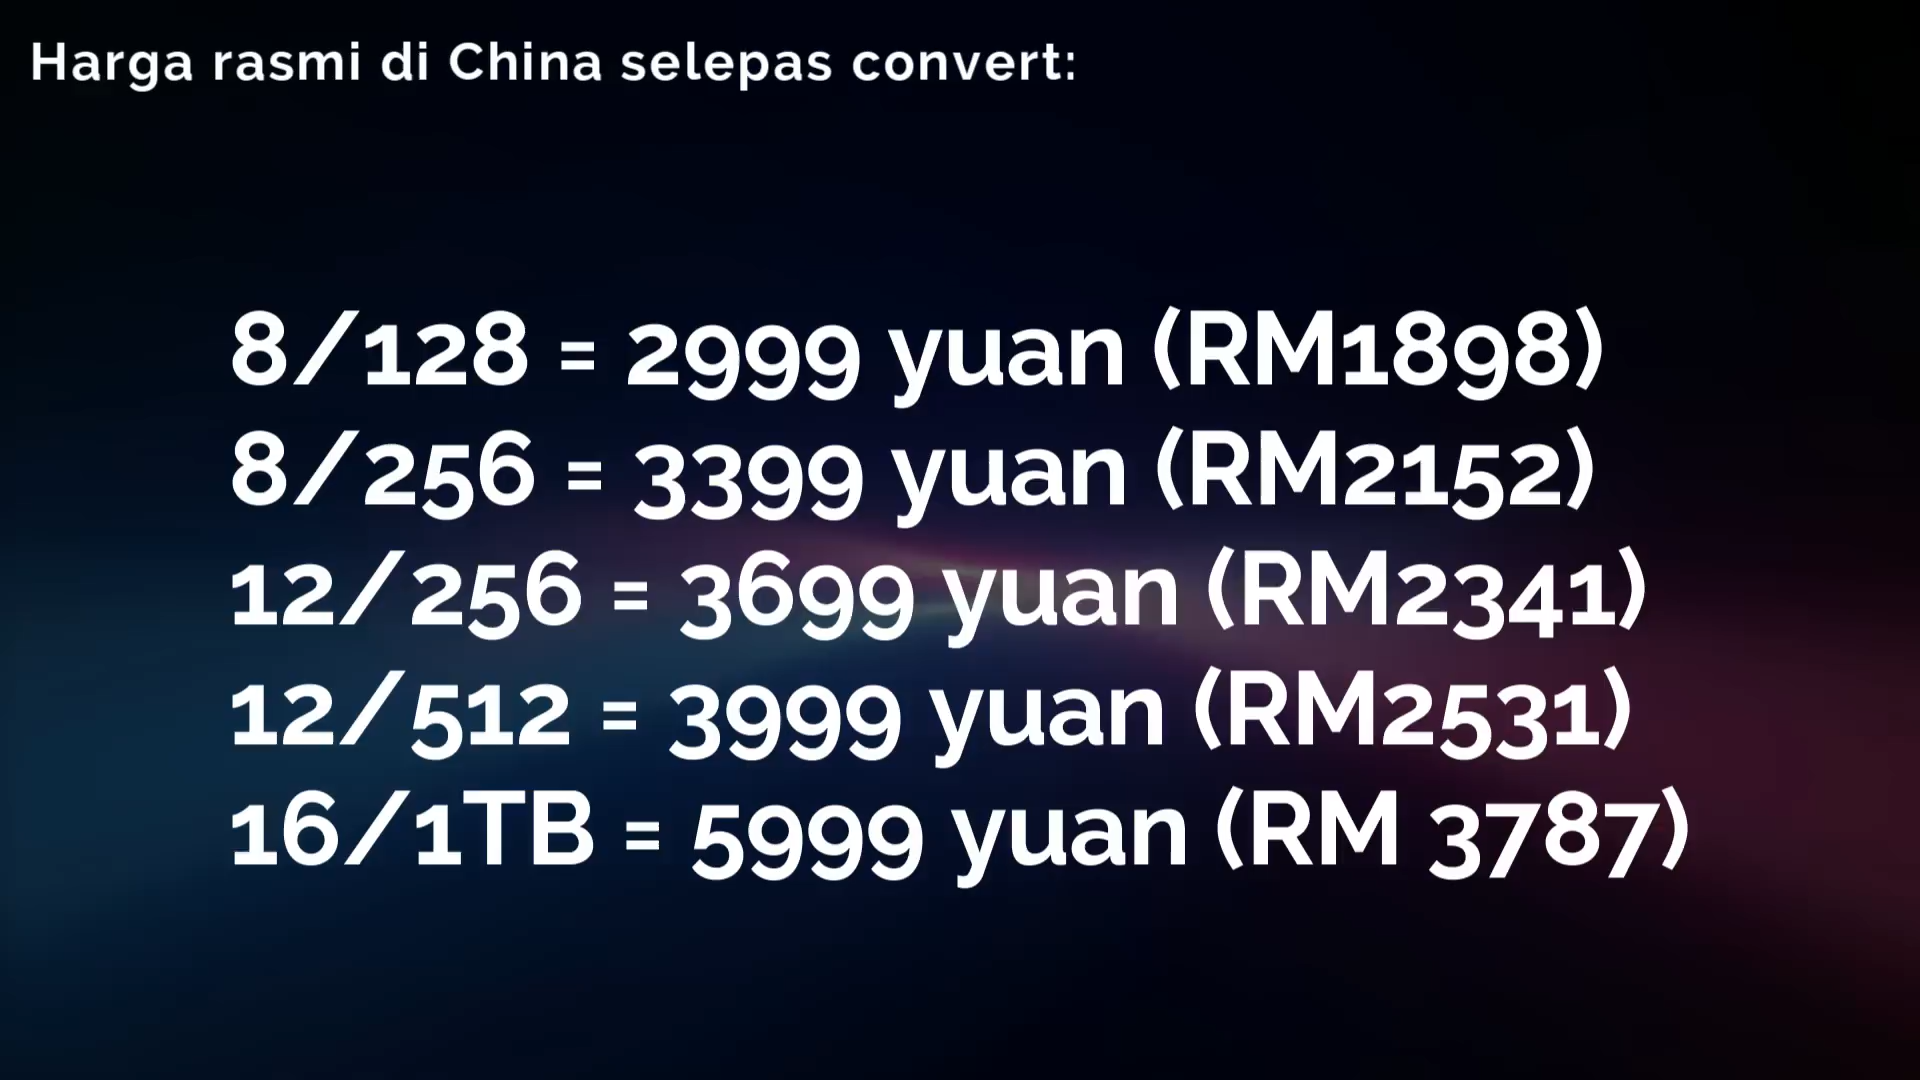 Harga rasmi di China selepas convert:
8/128 = 2999 yuan (RM1898)
8/256 = 3399 yuan (RM2152)
12/256 = 3699 yuan (RM2341)
12/512 = 3999 yuan (RM2531)
16/1TB = 5999 yuan (RM 3787)